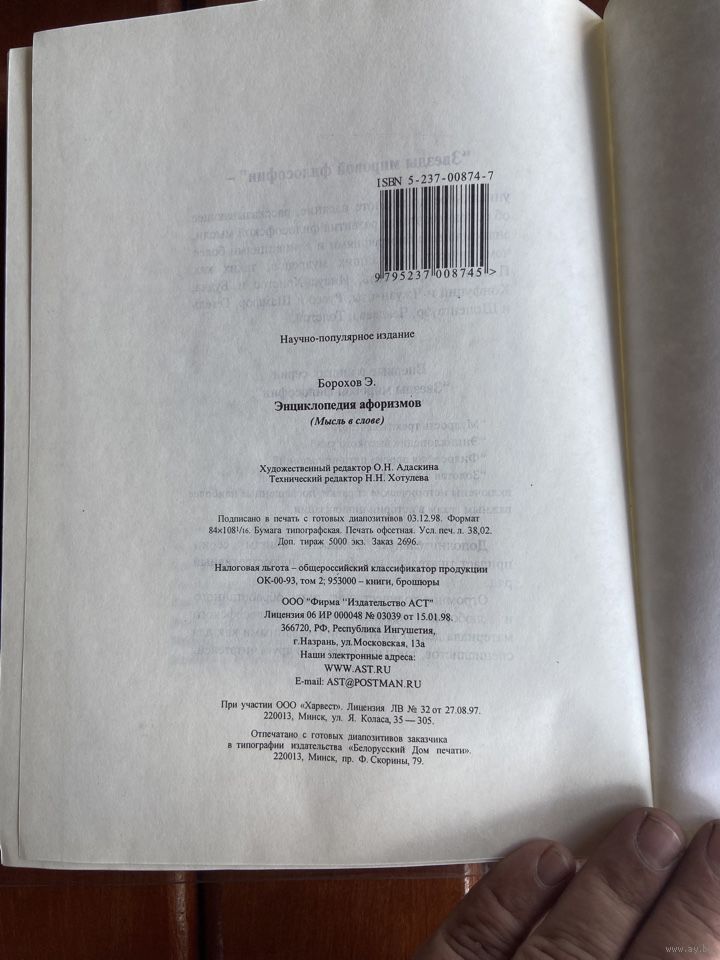 ISBN 5-237-00874-7
9 795237 008745 >
Научно-популярное издание
Борохов Э.
Энциклопедия афоризмов
(Мысль в слове)
Художественный редактор О.Н. Адаскина
Технический редактор Н.Н. Хотулева
Подписано в печать с готовых диапозитивов 03.12.98. Формат
84×108¹/₁₆. Бумага типографская. Печать офсетная. Усл. печ. л. 38,02.
Доп. тираж 5000 экз. Заказ 2696.
Налоговая льгота – общероссийский классификатор продукции
ОК-00-93, том 2; 953000 – книги, брошюры
ООО "Фирма "Издательство АСТ"
Лицензия 06 ИР 000048 № 03039 от 15.01.98.
366720, РФ, Республика Ингушетия,
г.Назрань, ул.Московская, 13а
Наши электронные адреса:
WWW.AST.RU
E-mail: AST@POSTMAN.RU
При участии ООО «Харвест». Лицензия ЛВ № 32 от 27.08.97.
220013, Минск, ул. Я. Коласа, 35 — 305.
Отпечатано с готовых диапозитивов заказчика
в типографии издательства «Белорусский Дом печати».
220013, Минск, пр. Ф. Скорины, 79.